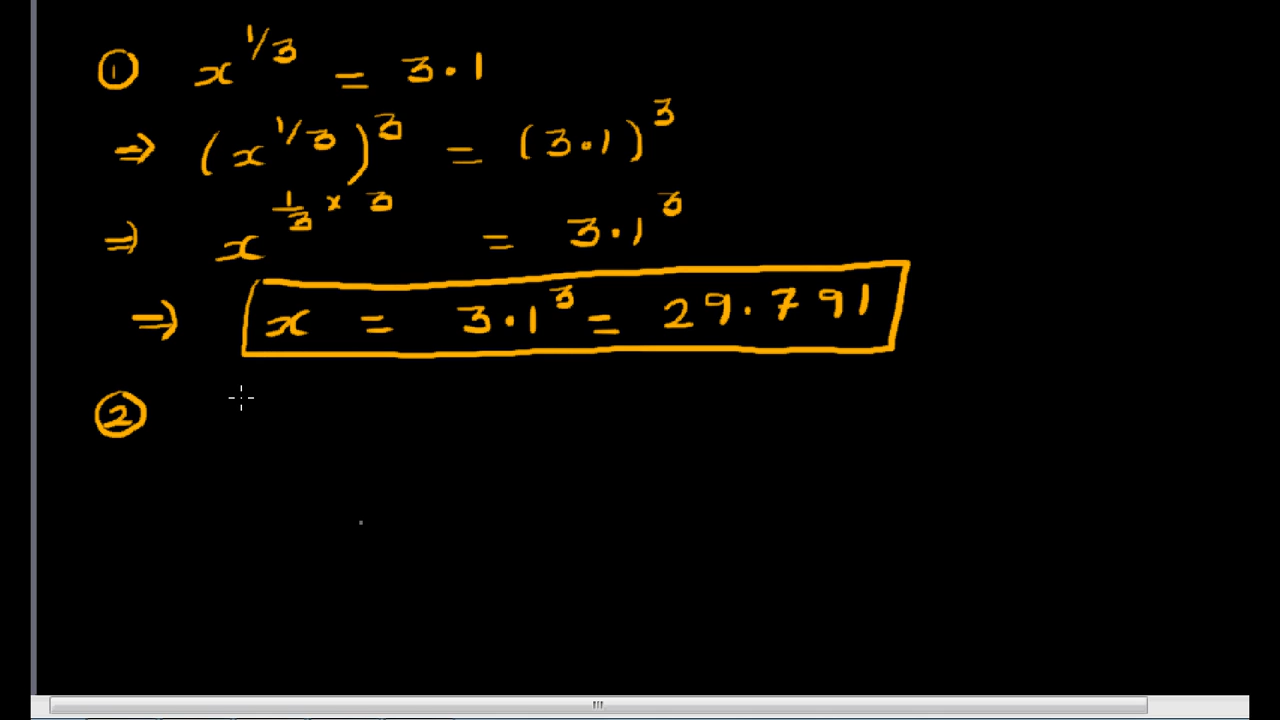 ① x^{1/3} = 3.1
⇒ (x^{1/3})^3 = (3.1)^3
⇒ x^{\frac{1}{3} × 3} = 3.1^3
⇒ x = 3.1^3 = 29.791
②